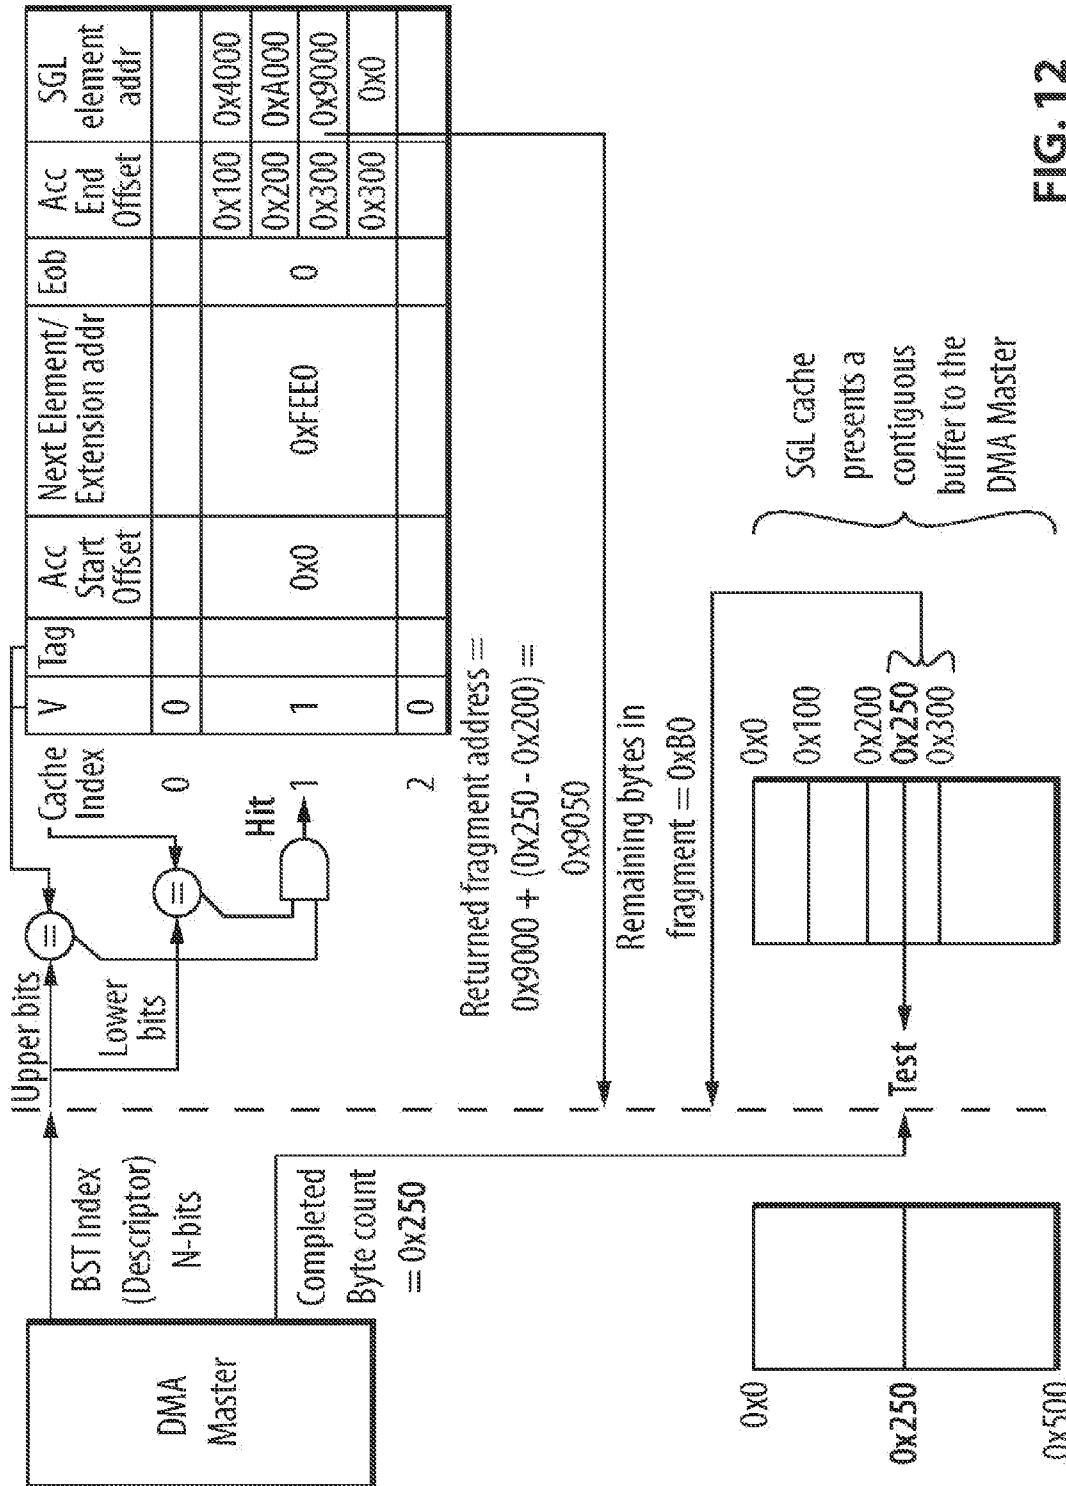 DMA
Master
BST Index
(Descriptor)
N-bits
Completed
Byte count
= 0x250
Upper bits
Lower
bits
=
=
Cache
Index
Hit
0
1
2
V
Tag
Acc
Start
Offset
Next Element/
Extension addr
Eob
Acc
End
Offset
SGL
element
addr
0
1
0x0
0xFEE0
0
0x100 0x4000
0x200 0xA000
0x300 0x9000
0x300 0x0
0
Returned fragment address =
0x9000 + (0x250 - 0x200) =
0x9050
Remaining bytes in
fragment = 0xB0
0x0
0x250
0x500
Test
0x0
0x100
0x200
0x250
0x300
SGL cache
presents a
contiguous
buffer to the
DMA Master
FIG. 12